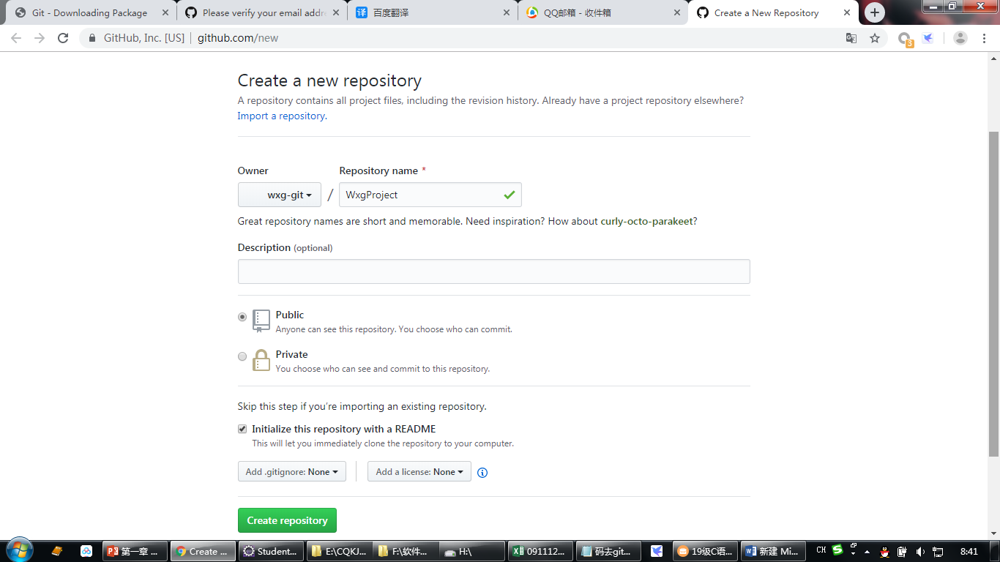 Git - Downloading Package
Please verify your email addre
百度翻译
QQ邮箱 - 收件箱
Create a New Repository
GitHub, Inc. [US] | github.com/new
3
Create a new repository
A repository contains all project files, including the revision history. Already have a project repository elsewhere?
Import a repository.
Owner
Repository name *
wxg-git
/
WxgProject
Great repository names are short and memorable. Need inspiration? How about curly-octo-parakeet?
Description (optional)
Public
Anyone can see this repository. You choose who can commit.
Private
You choose who can see and commit to this repository.
Skip this step if you're importing an existing repository.
Initialize this repository with a README
This will let you immediately clone the repository to your computer.
Add .gitignore: None
Add a license: None
Create repository
第一章 ...
Create ...
Student...
E:\CQKJ...
F:\软件...
H:\
091112...
码去git...
19级C语...
新建 Mi...
CH
8:41